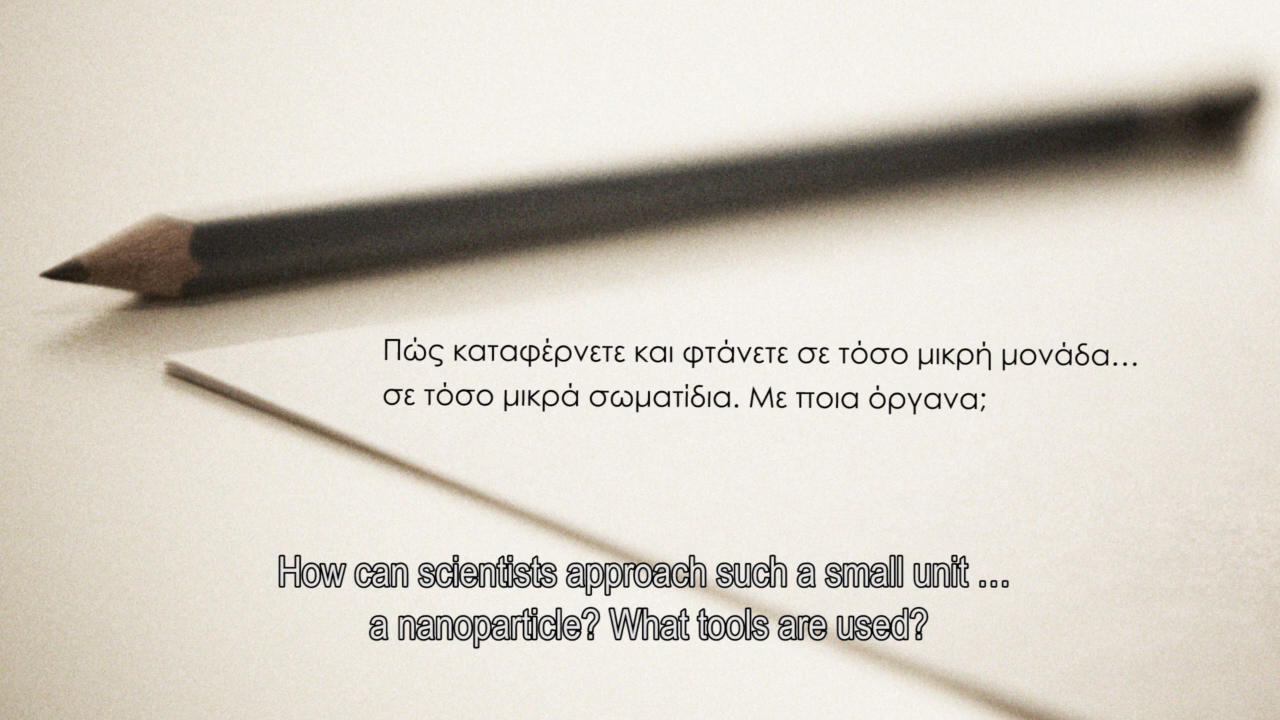 Πώς καταφέρνετε και φτάνετε σε τόσο μικρή μονάδα...
σε τόσο μικρά σωματίδια. Με ποια όργανα;
How can scientists approach such a small unit ...
a nanoparticle? What tools are used?